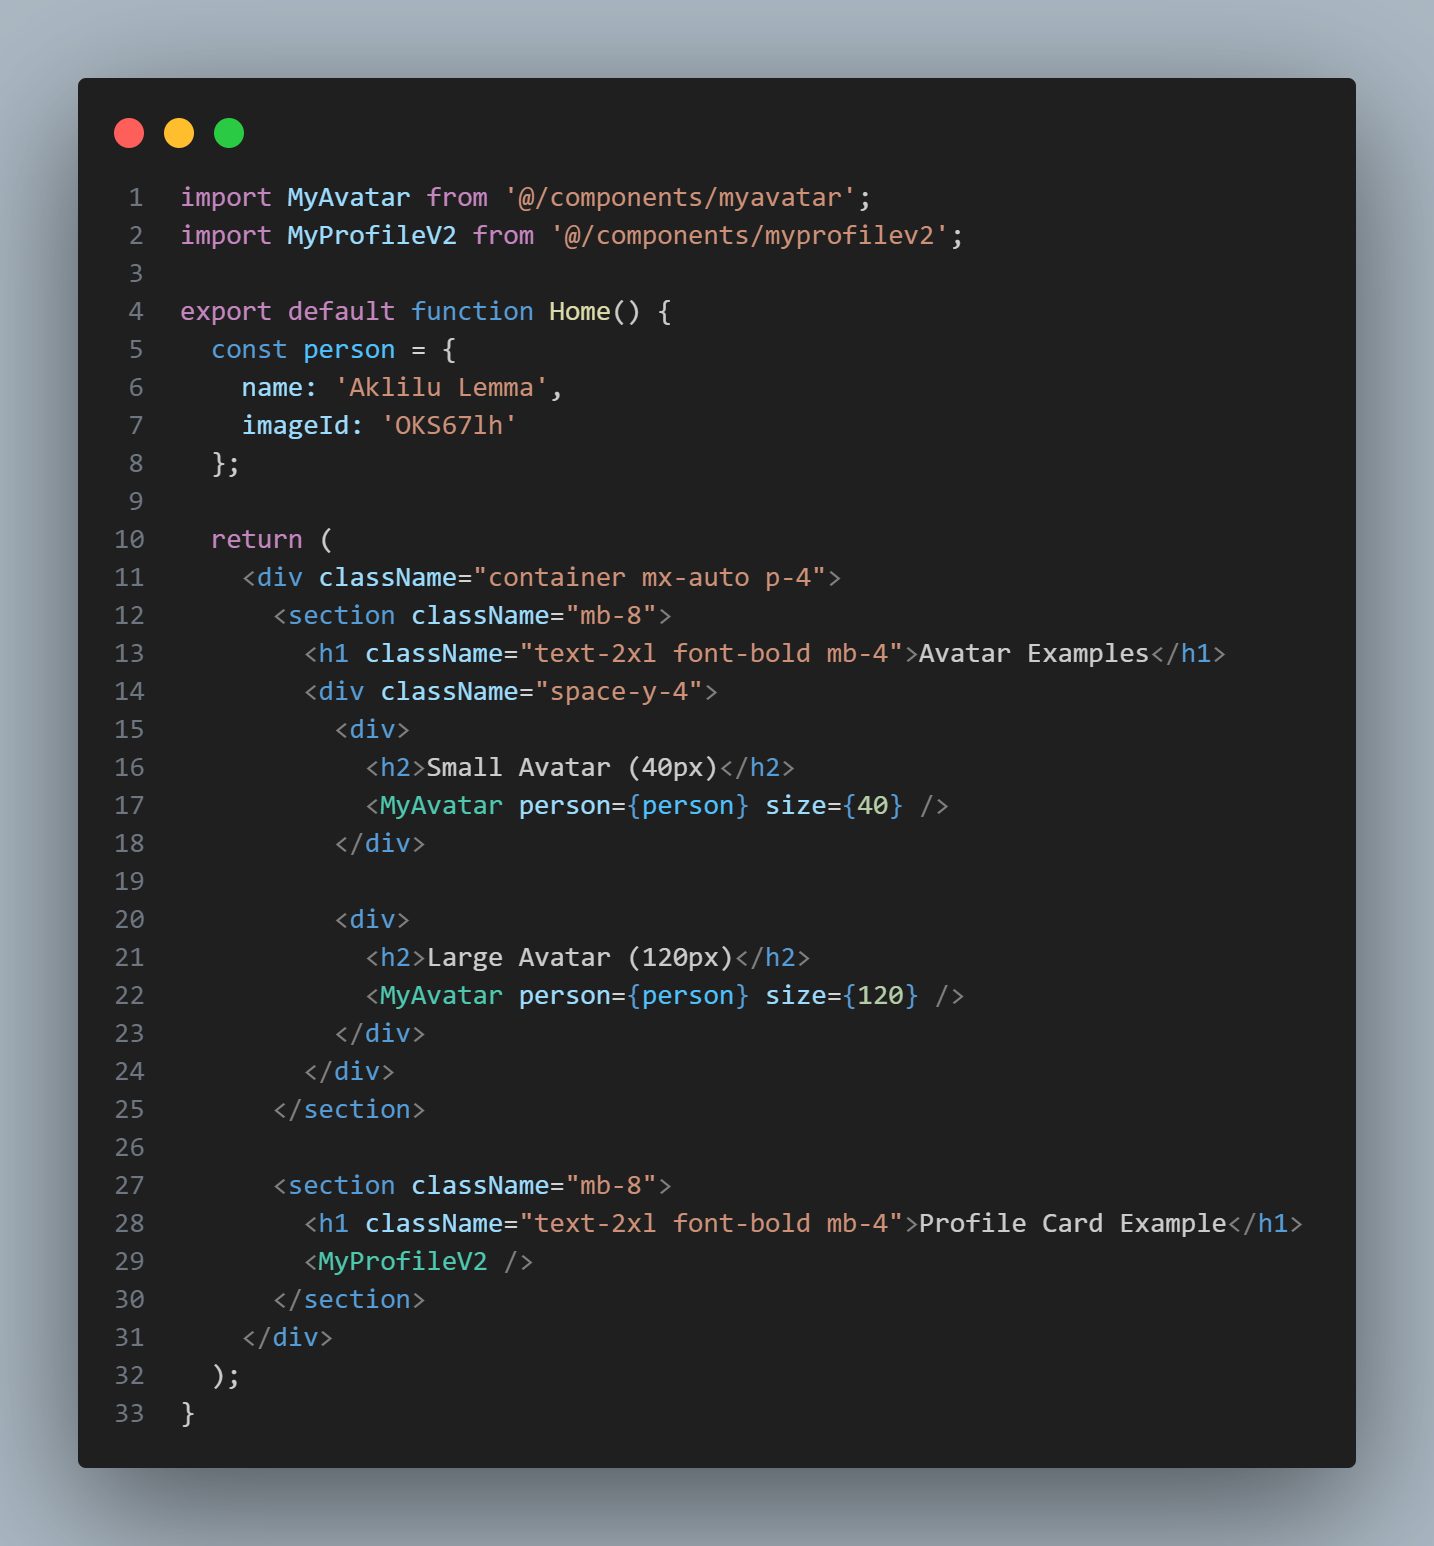 1 import MyAvatar from '@/components/myavatar';
2 import MyProfileV2 from '@/components/myprofilev2';
3
4 export default function Home() {
5   const person = {
6     name: 'Aklilu Lemma',
7     imageId: 'OKS67lh'
8   };
9
10   return (
11     <div className="container mx-auto p-4">
12       <section className="mb-8">
13         <h1 className="text-2xl font-bold mb-4">Avatar Examples</h1>
14         <div className="space-y-4">
15           <div>
16             <h2>Small Avatar (40px)</h2>
17             <MyAvatar person={person} size={40} />
18           </div>
19
20           <div>
21             <h2>Large Avatar (120px)</h2>
22             <MyAvatar person={person} size={120} />
23           </div>
24         </div>
25       </section>
26
27       <section className="mb-8">
28         <h1 className="text-2xl font-bold mb-4">Profile Card Example</h1>
29         <MyProfileV2 />
30       </section>
31     </div>
32   );
33 }